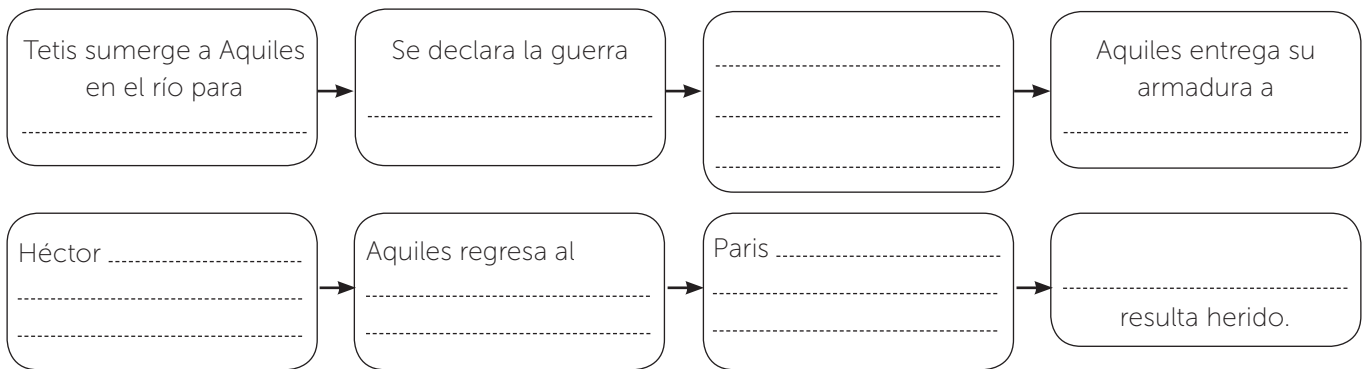 Tetis sumerge a Aquiles
en el río para
Se declara la guerra
Aquiles entrega su
armadura a
Héctor
Aquiles regresa al
Paris
resulta herido.